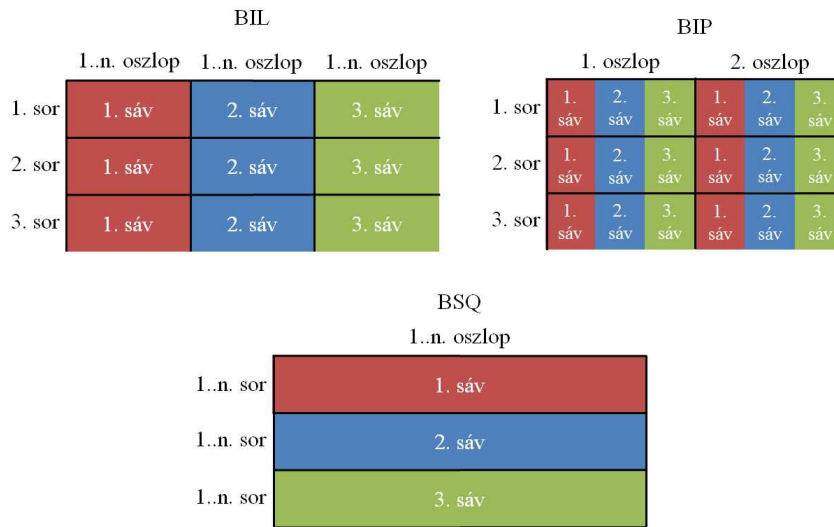 BIL
1..n. oszlop 1..n. oszlop 1..n. oszlop
1. sor 1. sáv 2. sáv 3. sáv
2. sor 1. sáv 2. sáv 3. sáv
3. sor 1. sáv 2. sáv 3. sáv
BIP
1. oszlop 2. oszlop
1. sor
1. 2. 3. 1. 2. 3.
sáv sáv sáv sáv sáv sáv
2. sor
1. 2. 3. 1. 2. 3.
sáv sáv sáv sáv sáv sáv
3. sor
1. 2. 3. 1. 2. 3.
sáv sáv sáv sáv sáv sáv
BSQ
1..n. oszlop
1..n. sor 1. sáv
1..n. sor 2. sáv
1..n. sor 3. sáv